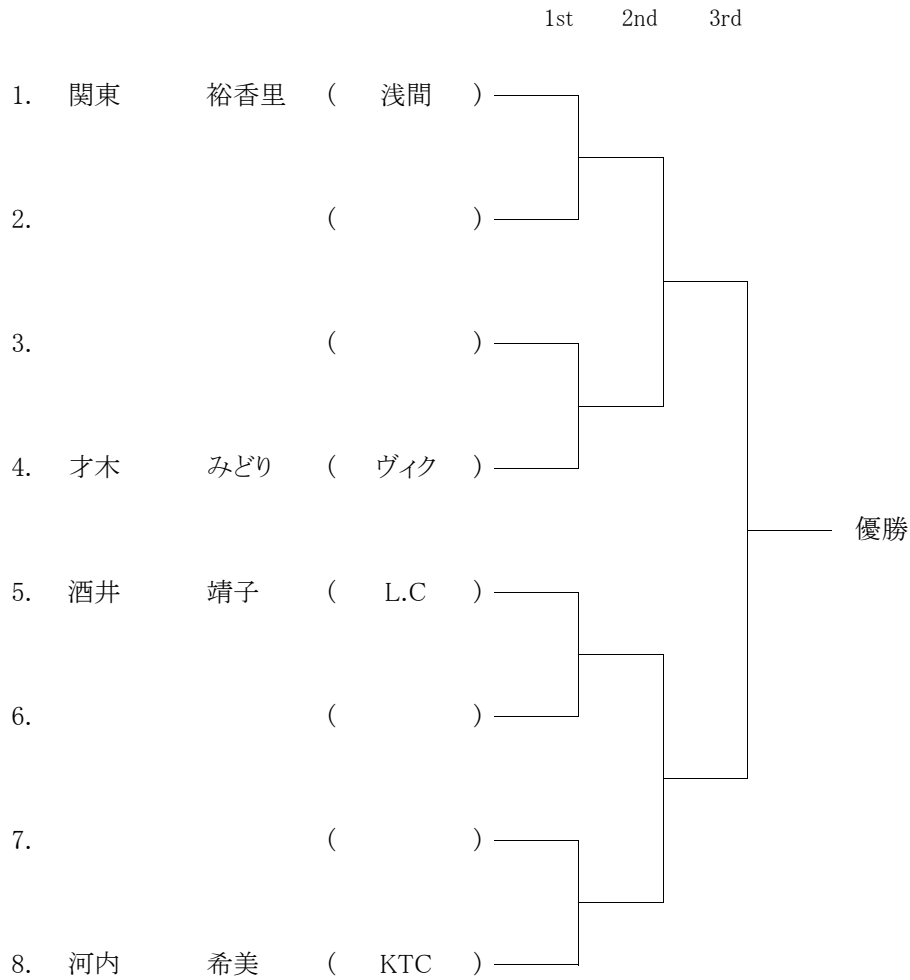 1st 2nd 3rd
1. 関東 裕香里 ( 浅間 )
2. ( )
3. ( )
4. 才木 みどり ( ヴィク )
優勝
5. 酒井 靖子 ( L.C )
6. ( )
7. ( )
8. 河内 希美 ( KTC )